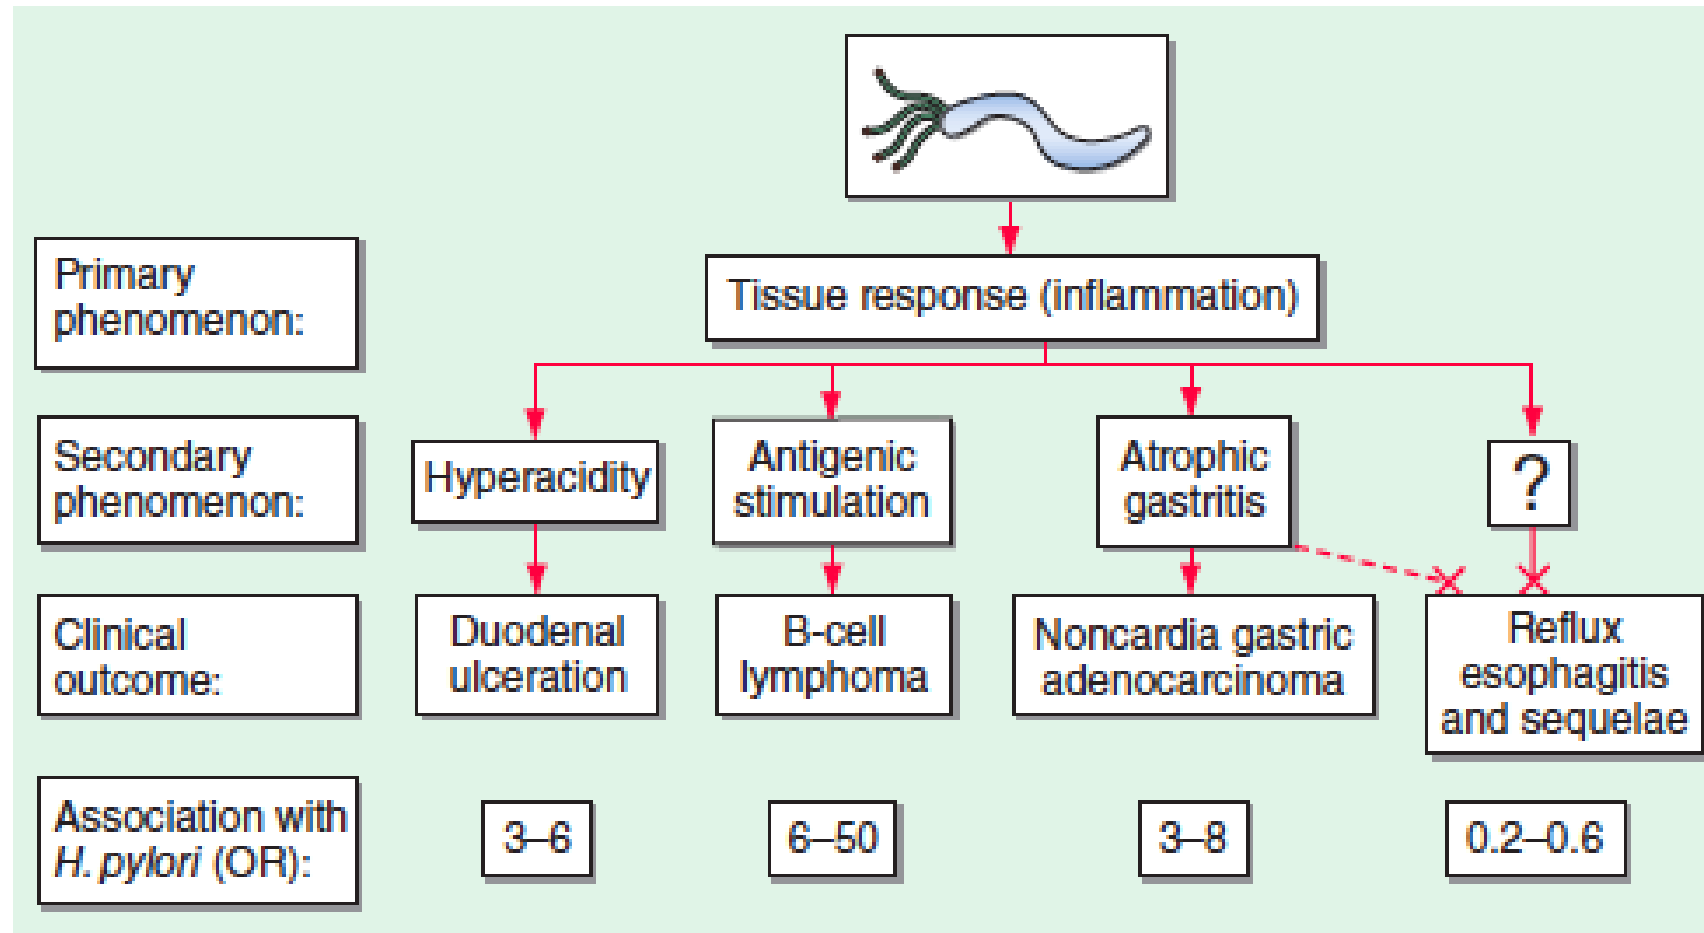 Primary
phenomenon:
Tissue response (inflammation)
Secondary
phenomenon:
Hyperacidity
Antigenic
stimulation
Atrophic
gastritis
?
Clinical
outcome:
Duodenal
ulceration
B-cell
lymphoma
Noncardia gastric
adenocarcinoma
Reflux
esophagitis
and sequelae
Association with
H. pylori (OR):
3–6
6–50
3–8
0.2–0.6